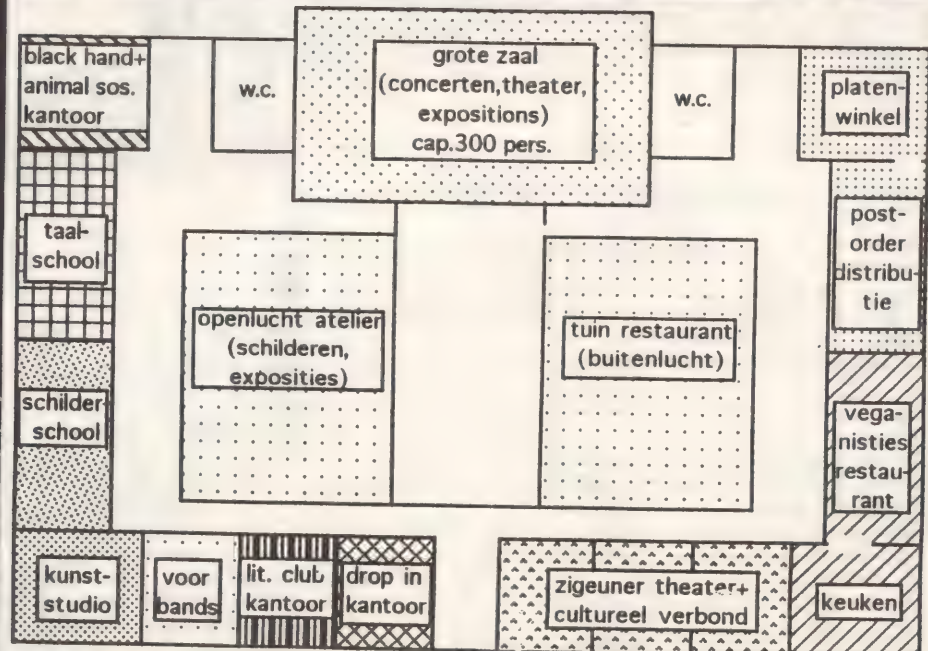 black hand+
animal sos.
kantoor
w.c.
grote zaal
(concerten,theater,
expositions)
cap.300 pers.
w.c.
platen-
winkel
taal-
school
post-
order
distribu-
tie
openlucht atelier
(schilderen,
exposities)
tuin restaurant
(buitenlucht)
schilder-
school
vega-
nisties
restau-
rant
kunst-
studio
voor
bands
lit. club
kantoor
drop in
kantoor
zigeuner theater+
cultureel verbond
keuken